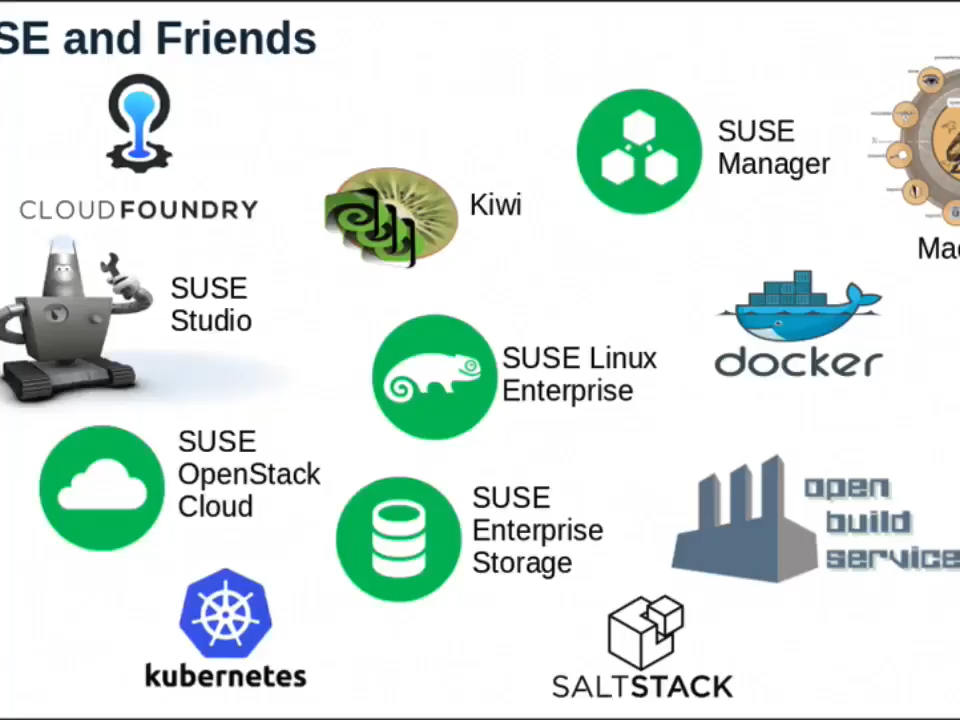 SE and Friends
CLOUDFOUNDRY
Kiwi
SUSE
Manager
Mac
SUSE
Studio
docker
SUSE Linux
Enterprise
SUSE
OpenStack
Cloud
SUSE
Enterprise
Storage
open
build
service
kubernetes
SALTSTACK